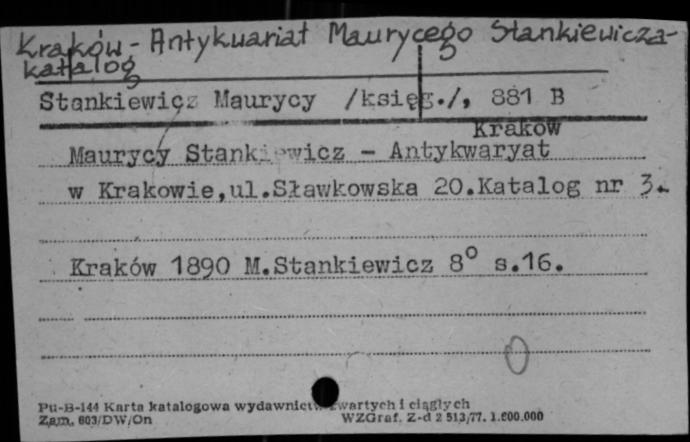 Kraków - Antykwariat Maurycego Stankiewicza-
katalog
Stankiewicz Maurycy /księg./, 881 B
Kraków
Maurycy Stankiewicz - Antykwaryat
w Krakowie,ul.Sławkowska 20.Katalog nr 3.
Kraków 1890 M.Stankiewicz 8° s.16.
Pu-B-144 Karta katalogowa wydawnictw zwartych i ciągłych
Zam. 603/DW/On WZGraf. Z-d 2 513/77. 1.600.000